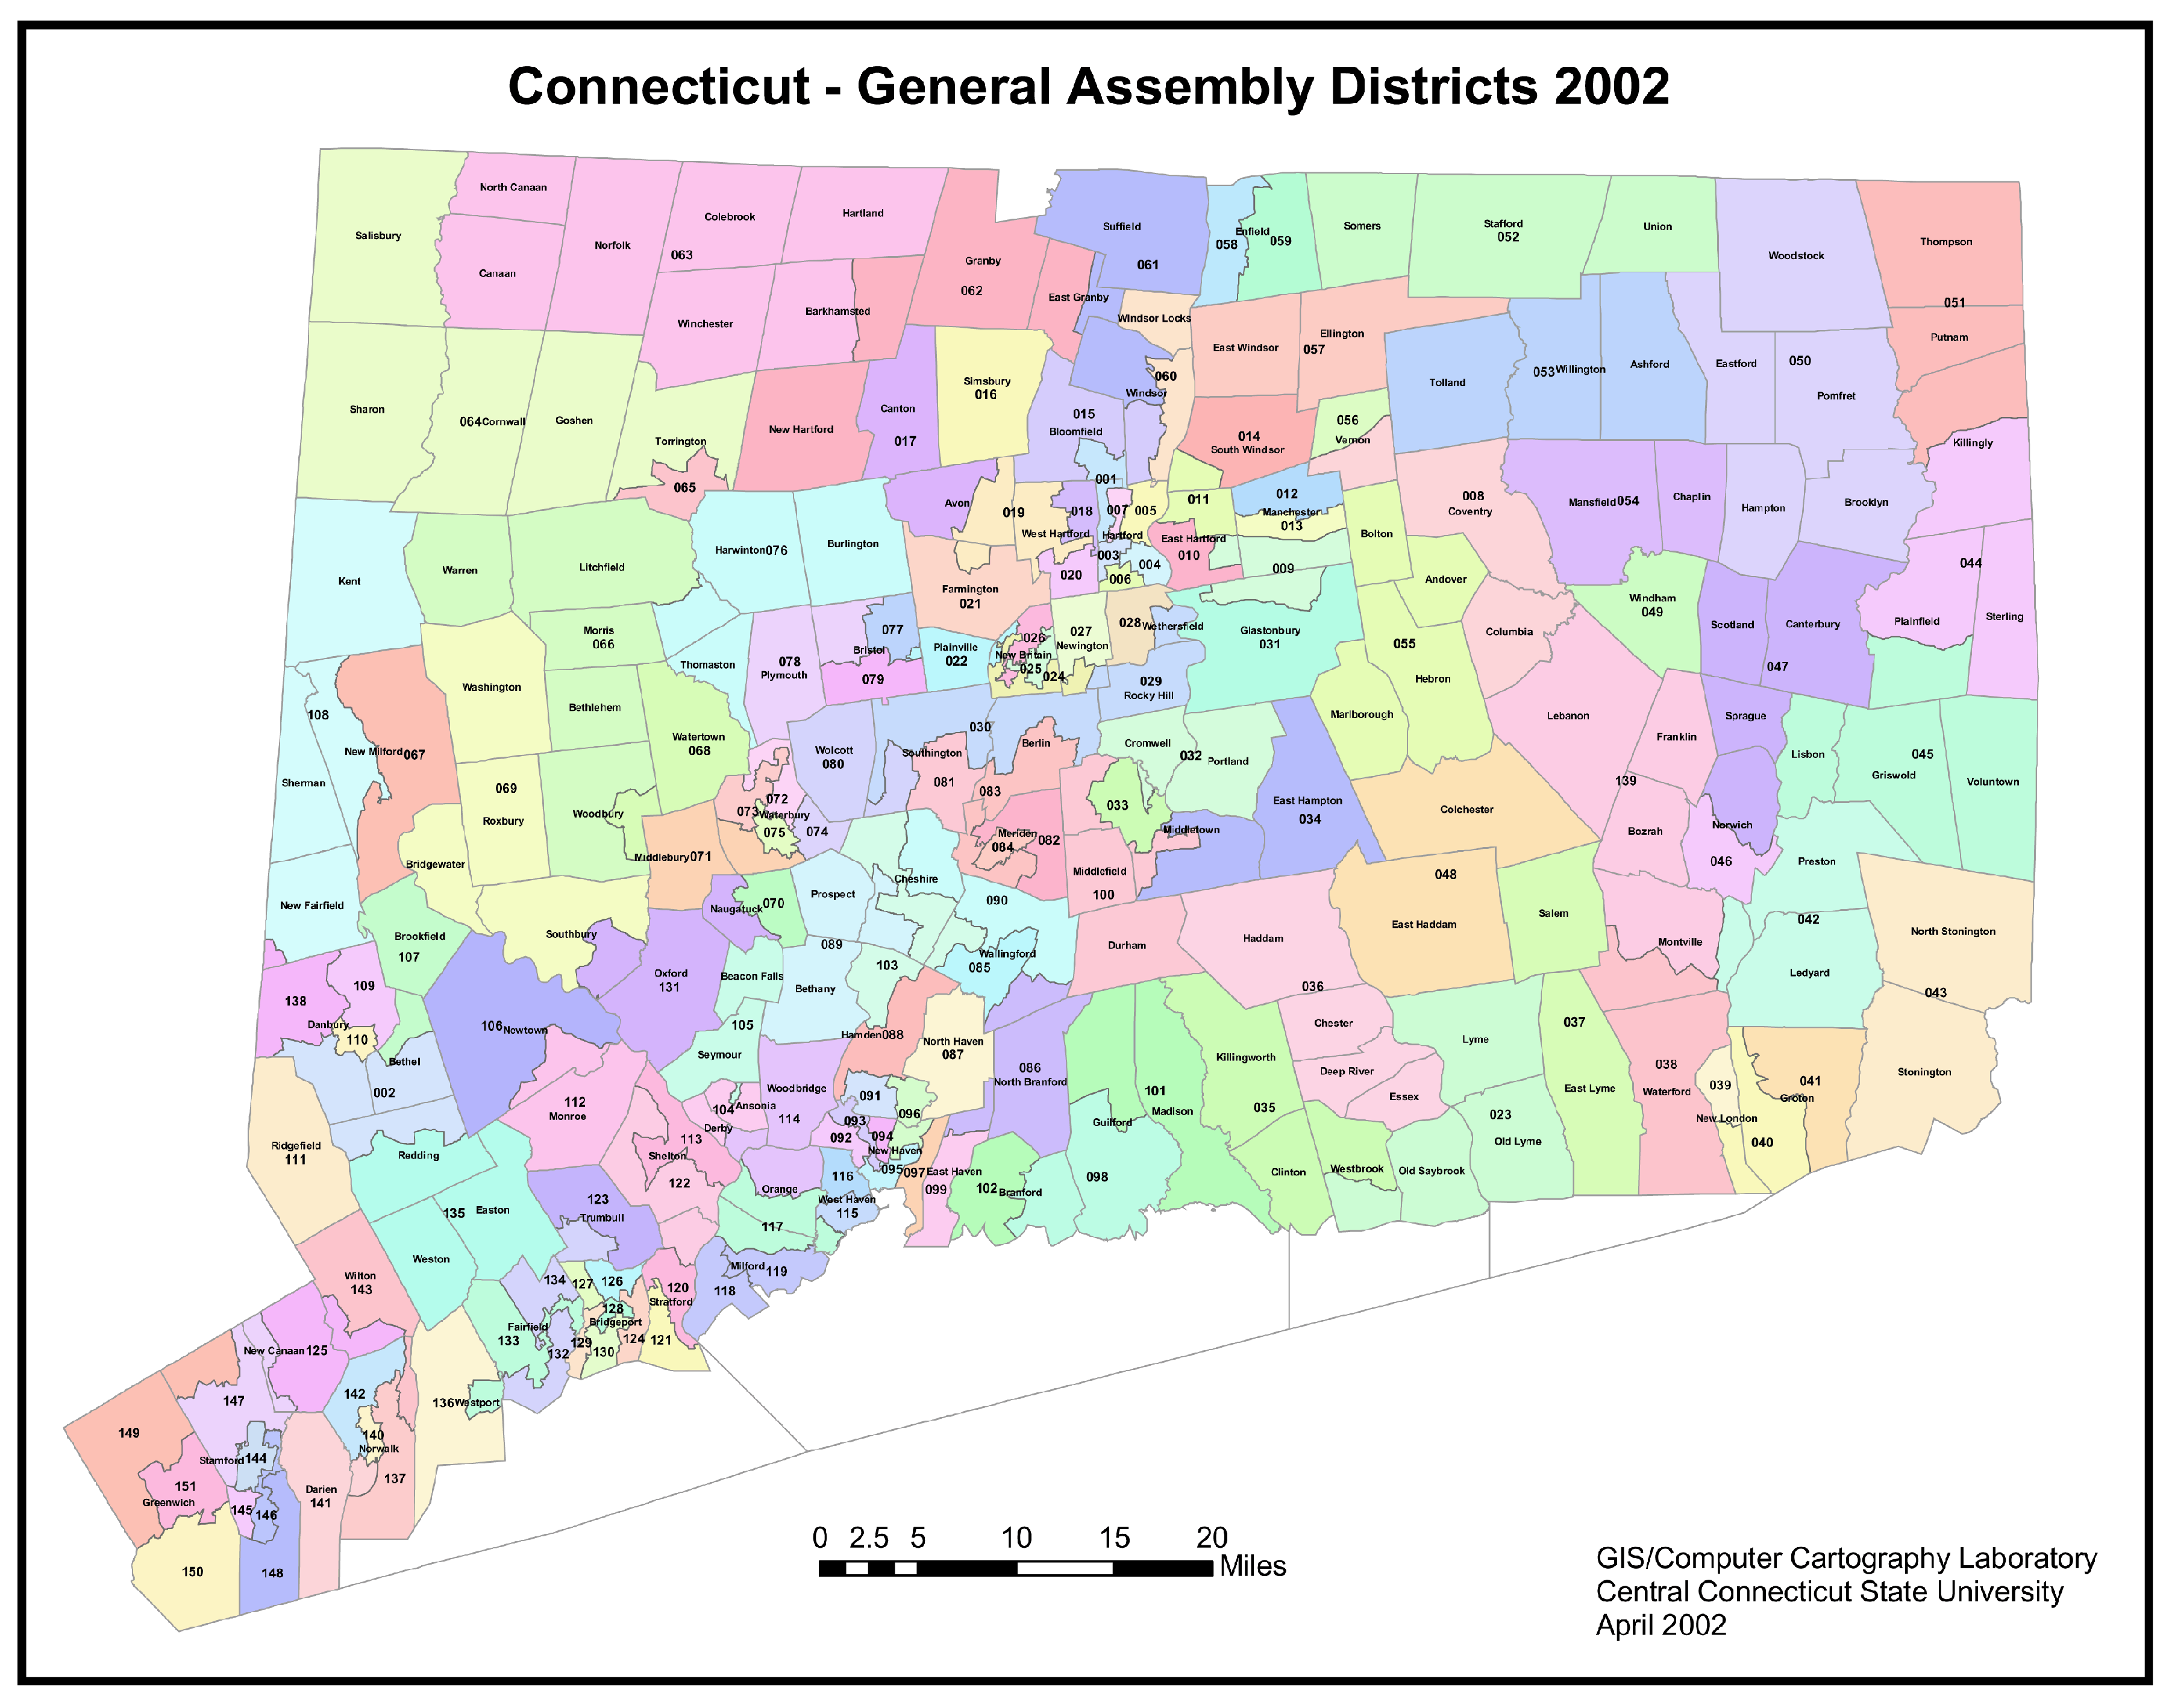 Connecticut - General Assembly Districts 2002
North Canaan
Colebrook
Hartland
Salisbury
Norfolk
063
Canaan
Granby
062
Suffield
061
East Granby
058
Enfield
059
Somers
Stafford
052
Union
Woodstock
Thompson
051
Winchester
Barkhamsted
Windsor Locks
East Windsor
Ellington
057
Putnam
Sharon
064 Cornwall
Goshen
Torrington
065
New Hartford
Canton
017
Simsbury
016
015
Bloomfield
060
Windsor
Tolland
053 Willington
Ashford
Eastford
050
Pomfret
014
South Windsor
056
Vernon
Killingly
001
Avon
019
018
007
005
011
012
Manchester
013
008
Coventry
Mansfield 054
Chaplin
Hampton
Brooklyn
Kent
Warren
Litchfield
Harwinton 076
Burlington
West Hartford
Hartford
East Hartford
010
003
004
006
020
009
Bolton
Andover
Farmington
021
044
Windham
049
Scotland
Canterbury
047
Plainfield
Sterling
Morris
066
Washington
Bethlehem
Thomaston
078
Plymouth
077
Bristol
079
Plainville
022
026
New Britain
025
024
027
Newington
028
Wethersfield
029
Rocky Hill
Glastonbury
031
055
Hebron
Columbia
Marlborough
Lebanon
Franklin
Sprague
108
New Milford 067
Sherman
Watertown
068
069
Roxbury
Woodbury
Wolcott
080
030
Southington
081
Berlin
083
Cromwell
032
Portland
033
East Hampton
034
Middletown
Colchester
139
Bozrah
Norwich
046
Lisbon
045
Griswold
Voluntown
Preston
072
073
Waterbury
075
074
Meriden
082
084
Middlebury 071
Bridgewater
New Fairfield
Brookfield
107
Southbury
Naugatuck
070
Prospect
Cheshire
089
090
Middlefield
100
048
East Haddam
Salem
Montville
042
Ledyard
North Stonington
043
Durham
Haddam
036
Wallingford
085
103
Oxford
131
Beacon Falls
Bethany
105
Seymour
109
138
Danbury
110
Bethel
002
106 Newtown
Hamden 088
North Haven
087
086
North Branford
Killingworth
035
Chester
Deep River
Essex
Lyme
037
East Lyme
038
Waterford
039
New London
040
041
Groton
Stonington
112
Monroe
Woodbridge
114
104
Ansonia
Derby
091
093
092
094
096
New Haven
095
097
East Haven
099
101
Madison
Guilford
098
102
Branford
Clinton
Westbrook
Old Saybrook
023
Old Lyme
Ridgefield
111
Redding
113
Shelton
122
Orange
116
West Haven
115
117
123
Trumbull
135
Easton
Weston
Wilton
143
134
127
126
128
Bridgeport
129
130
124
120
Stratford
121
Milford 119
118
Fairfield
133
132
New Canaan 125
142
147
136 Westport
149
140
Norwalk
137
Stamford 144
151
Greenwich
145
146
Darien
141
150
148
0 2.5 5 10 15 20
Miles
GIS/Computer Cartography Laboratory
Central Connecticut State University
April 2002